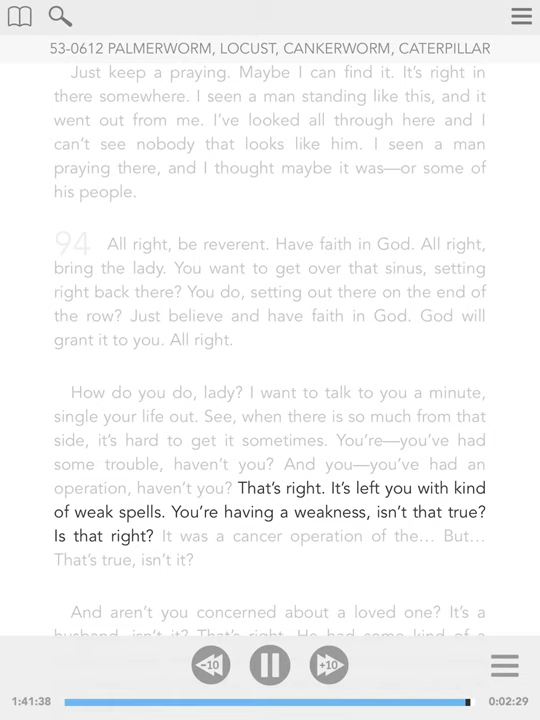 53-0612 PALMERWORM, LOCUST, CANKERWORM, CATERPILLAR
Just keep a praying. Maybe I can find it. It's right in
there somewhere. I seen a man standing like this, and it
went out from me. I've looked all through here and I
can't see nobody that looks like him. I seen a man
praying there, and I thought maybe it was—or some of
his people.
94 All right, be reverent. Have faith in God. All right,
bring the lady. You want to get over that sinus, setting
right back there? You do, setting out there on the end of
the row? Just believe and have faith in God. God will
grant it to you. All right.
How do you do, lady? I want to talk to you a minute,
single your life out. See, when there is so much from that
side, it's hard to get it sometimes. You're—you've had
some trouble, haven't you? And you—you've had an
operation, haven't you? That's right. It's left you with kind
of weak spells. You're having a weakness, isn't that true?
Is that right? It was a cancer operation of the… But…
That's true, isn't it?
And aren't you concerned about a loved one? It's a
husband, isn't it? That's right. He had some kind of a
-10
+10
1:41:38
0:02:29